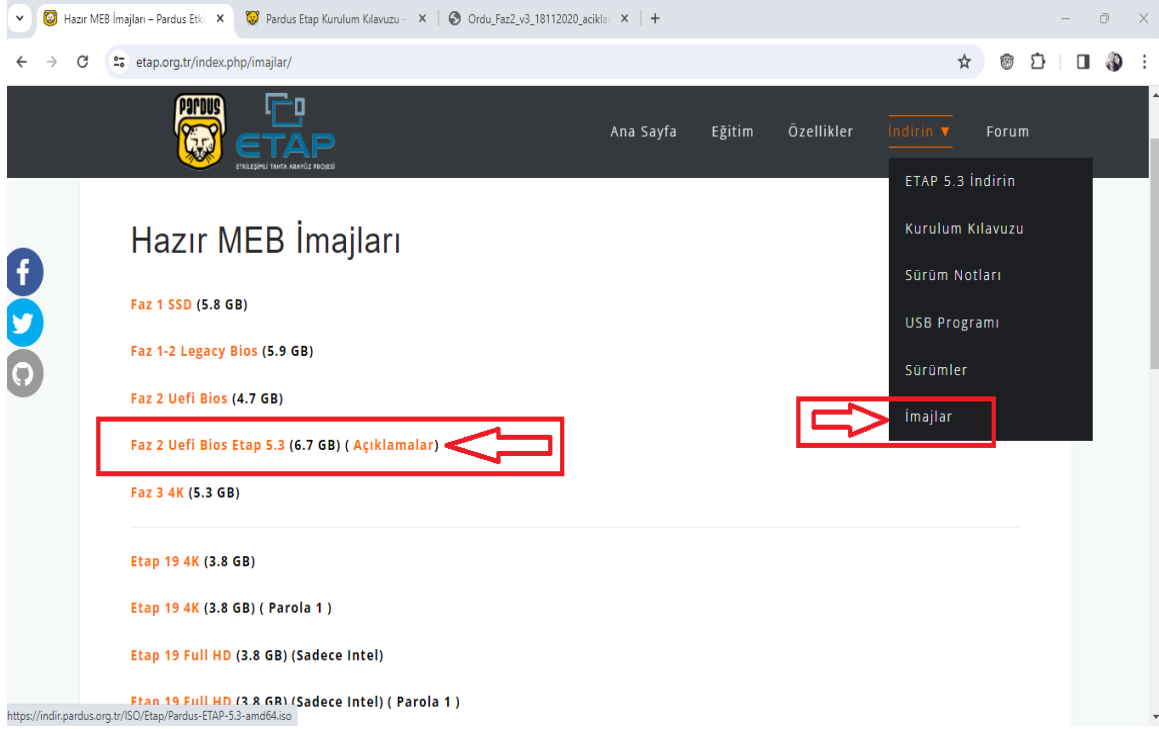 Hazır MEB İmajları – Pardus Etki
Pardus Etap Kurulum Kılavuzu –
Ordu_Faz2_v3_18112020_acikla
etap.org.tr/index.php/imajlar/
PARDUS
ETAP
ETKİLEŞİMLİ TAHTA ARAYÜZ PROJESİ
Ana Sayfa Eğitim Özellikler İndirin ▼ Forum
ETAP 5.3 İndirin
Kurulum Kılavuzu
Sürüm Notları
USB Programı
Sürümler
İmajlar
Hazır MEB İmajları
Faz 1 SSD (5.8 GB)
Faz 1-2 Legacy Bios (5.9 GB)
Faz 2 Uefi Bios (4.7 GB)
Faz 2 Uefi Bios Etap 5.3 (6.7 GB) ( Açıklamalar)
Faz 3 4K (5.3 GB)
Etap 19 4K (3.8 GB)
Etap 19 4K (3.8 GB) ( Parola 1 )
Etap 19 Full HD (3.8 GB) (Sadece Intel)
Etap 19 Full HD (3.8 GB) (Sadece Intel) ( Parola 1 )
https://indir.pardus.org.tr/ISO/Etap/Pardus-ETAP-5.3-amd64.iso